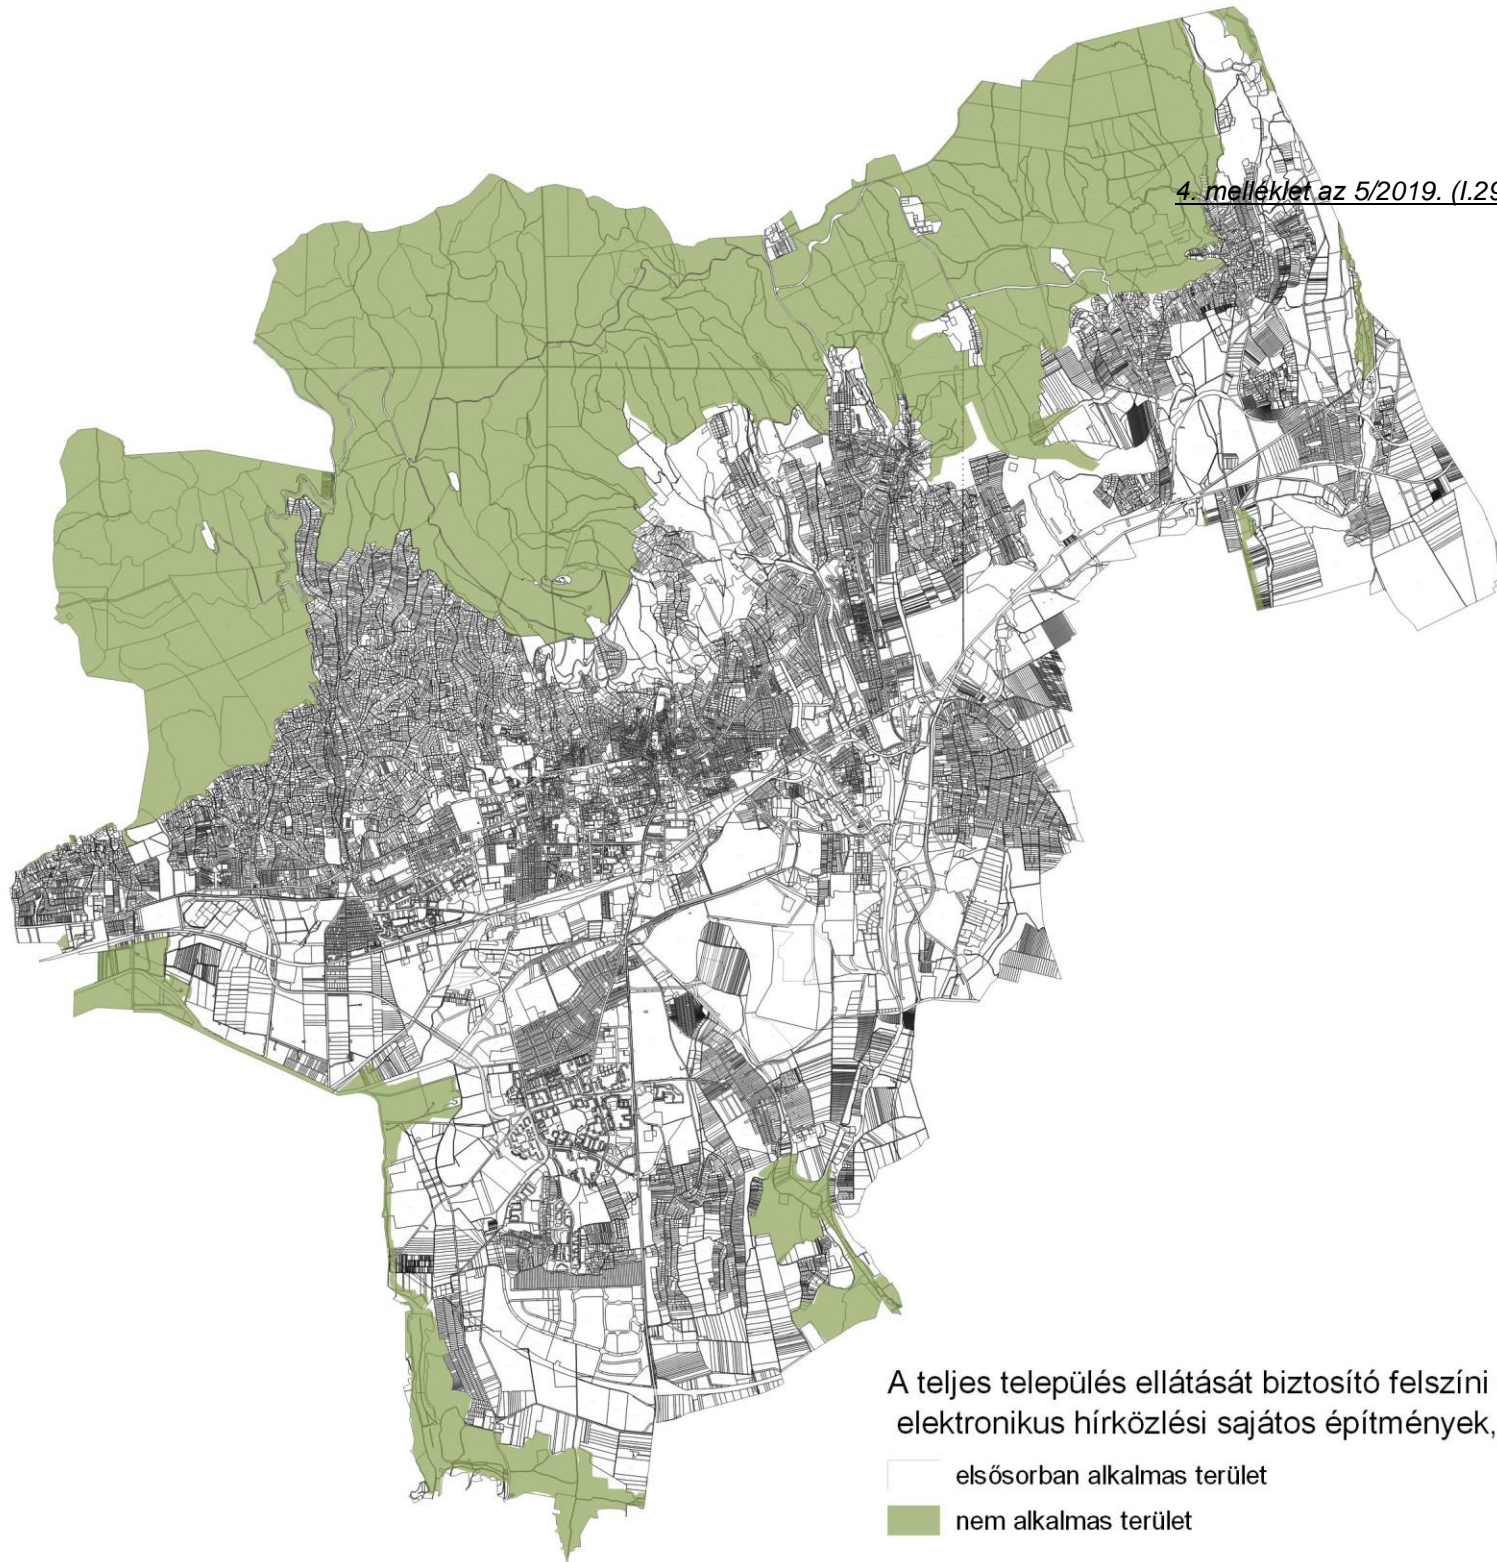 4. melléklet az 5/2019. (I.29
A teljes település ellátását biztosító felszíni
elektronikus hírközlési sajátos építmények,
elsősorban alkalmas terület
nem alkalmas terület